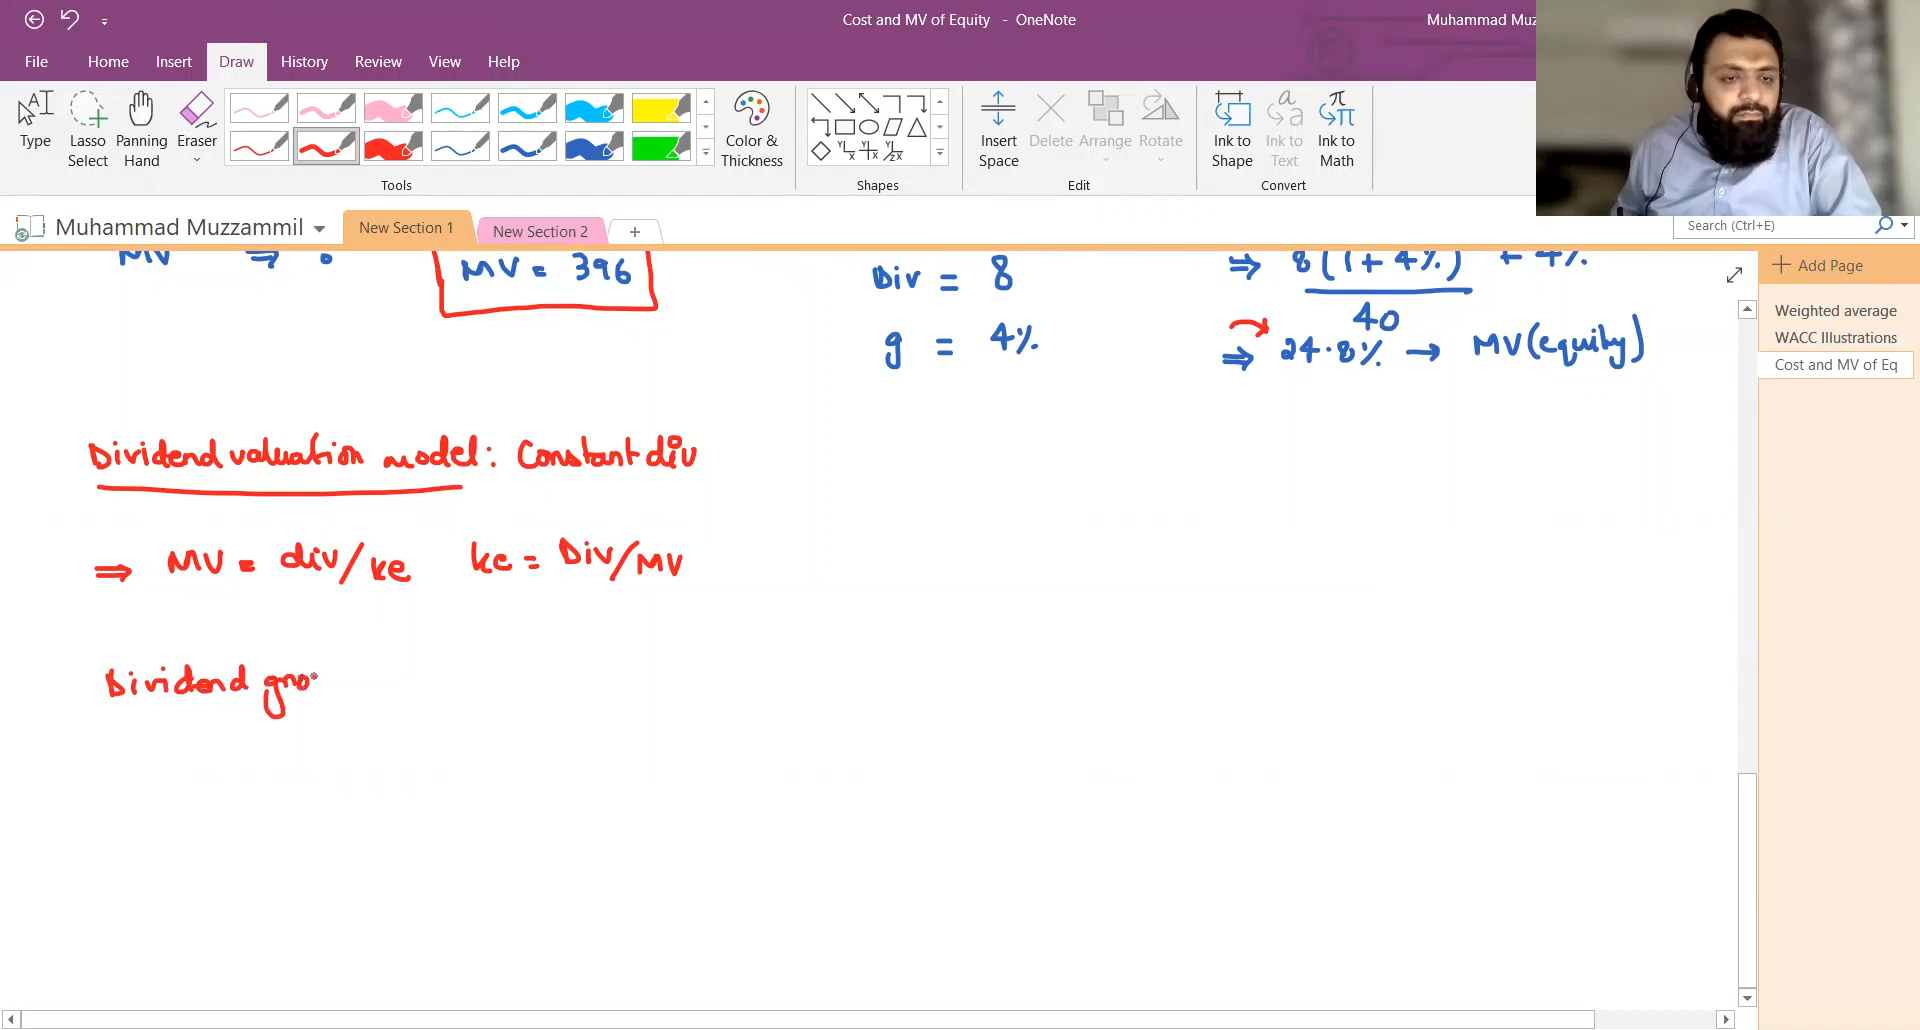 Cost and MV of Equity - OneNote
Muhammad Muz
File Home Insert Draw History Review View Help
Type
Lasso Select
Panning Hand
Eraser
Color & Thickness
Insert Space
Delete
Arrange
Rotate
Ink to Shape
Ink to Text
Ink to Math
Tools
Shapes
Edit
Convert
Muhammad Muzzammil
New Section 1
New Section 2
Search (Ctrl+E)
Add Page
Weighted average
WACC Illustrations
Cost and MV of Eq
MV ⇒
MV = 396
Div = 8
g = 4%
⇒ 8(1+4%) + 4%
40
⇒ 24.8% → MV(equity)
Dividend valuation model: Constant div
⇒ MV = div/ke ke = Div/MV
Dividend gro